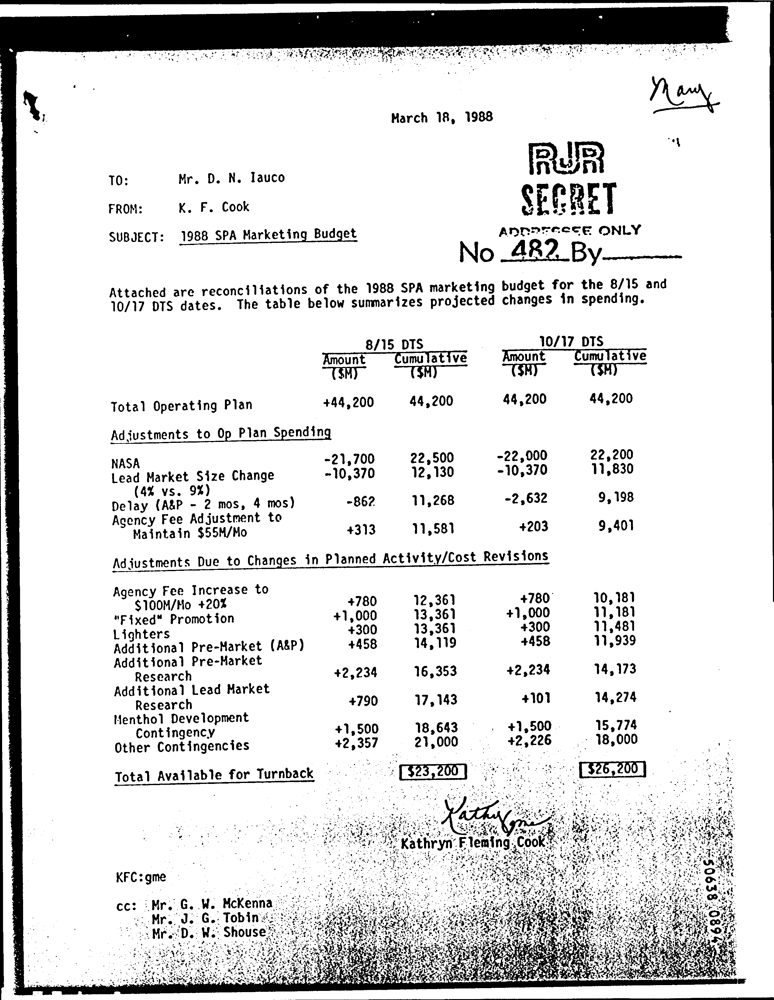 Mary
March 18, 1988
RJR
SECRET
ADDRESSEE ONLY
No 482 By
TO: Mr. D. N. Iauco
FROM: K. F. Cook
SUBJECT: 1988 SPA Marketing Budget
Attached are reconciliations of the 1988 SPA marketing budget for the 8/15 and
10/17 DTS dates. The table below summarizes projected changes in spending.
8/15 DTS 10/17 DTS
Amount Cumulative Amount Cumulative
($M) ($M) ($M) ($M)
Total Operating Plan +44,200 44,200 44,200 44,200
Adjustments to Op Plan Spending
NASA -21,700 22,500 -22,000 22,200
Lead Market Size Change -10,370 12,130 -10,370 11,830
(4% vs. 9%)
Delay (A&P - 2 mos, 4 mos) -862 11,268 -2,632 9,198
Agency Fee Adjustment to
Maintain $55M/Mo +313 11,581 +203 9,401
Adjustments Due to Changes in Planned Activity/Cost Revisions
Agency Fee Increase to
$100M/Mo +20% +780 12,361 +780 10,181
"Fixed" Promotion +1,000 13,361 +1,000 11,181
Lighters +300 13,361 +300 11,481
Additional Pre-Market (A&P) +458 14,119 +458 11,939
Additional Pre-Market
Research +2,234 16,353 +2,234 14,173
Additional Lead Market
Research +790 17,143 +101 14,274
Menthol Development
Contingency +1,500 18,643 +1,500 15,774
Other Contingencies +2,357 21,000 +2,226 18,000
Total Available for Turnback $23,200 $26,200
Kathryn
Kathryn Fleming Cook
KFC:gme
cc: Mr. G. W. McKenna
Mr. J. G. Tobin
Mr. D. W. Shouse
50638 0894